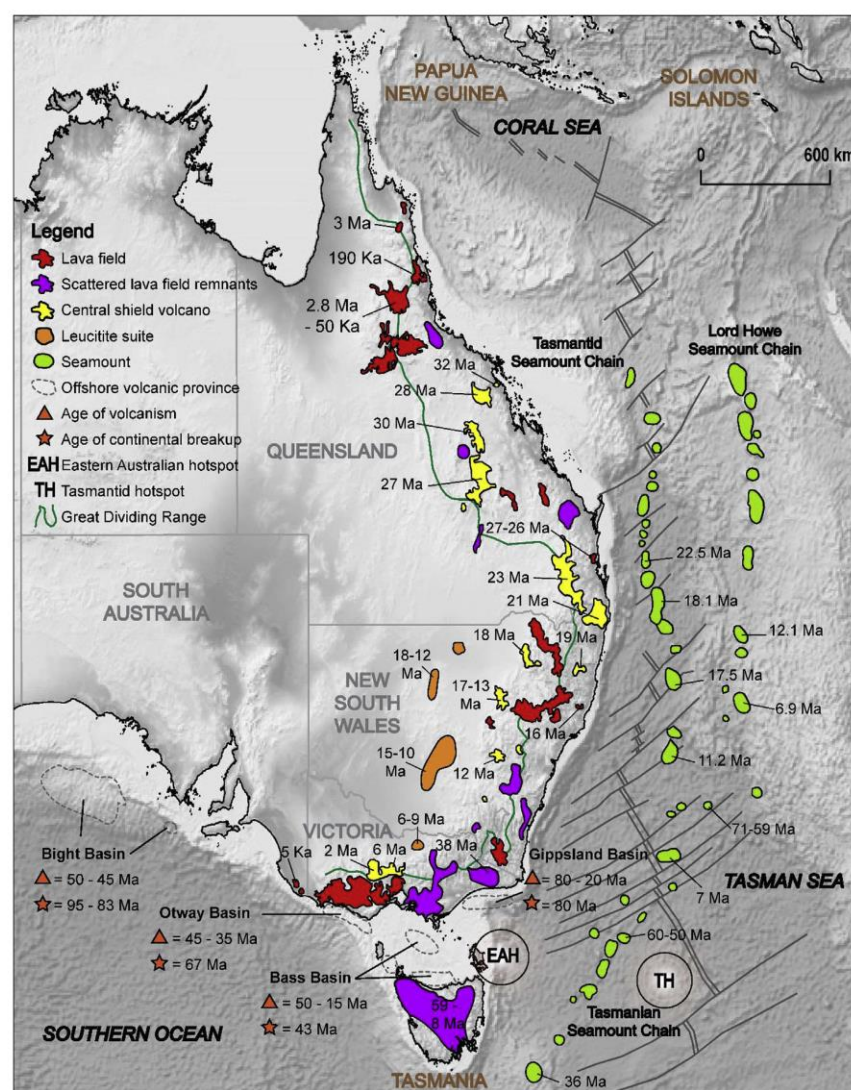 PAPUA
NEW GUINEA
SOLOMON
ISLANDS
CORAL SEA
0 600 km
Legend
Lava field
Scattered lava field remnants
Central shield volcano
Leucitite suite
Seamount
Offshore volcanic province
Age of volcanism
Age of continental breakup
EAH Eastern Australian hotspot
TH Tasmantid hotspot
Great Dividing Range
3 Ma
190 Ka
2.8 Ma
- 50 Ka
Tasmantid
Seamount Chain
Lord Howe
Seamount Chain
32 Ma
28 Ma
30 Ma
QUEENSLAND
27 Ma
27-26 Ma
22.5 Ma
23 Ma
18.1 Ma
21 Ma
SOUTH
AUSTRALIA
12.1 Ma
18 Ma
19 Ma
18-12
Ma
17.5 Ma
NEW
SOUTH
WALES
17-13
Ma
6.9 Ma
16 Ma
15-10
Ma
12 Ma
11.2 Ma
6-9 Ma
71-59 Ma
VICTORIA
Bight Basin
= 50 - 45 Ma
= 95 - 83 Ma
5 Ka
2 Ma
6 Ma
38 Ma
Gippsland Basin
= 80 - 20 Ma
= 80 Ma
TASMAN
SEA
7 Ma
Otway Basin
= 45 - 35 Ma
= 67 Ma
60-50 Ma
EAH
TH
Bass Basin
= 50 - 15 Ma
= 43 Ma
59 -
8 Ma
Tasmanian
Seamount Chain
SOUTHERN OCEAN
TASMANIA
36 Ma